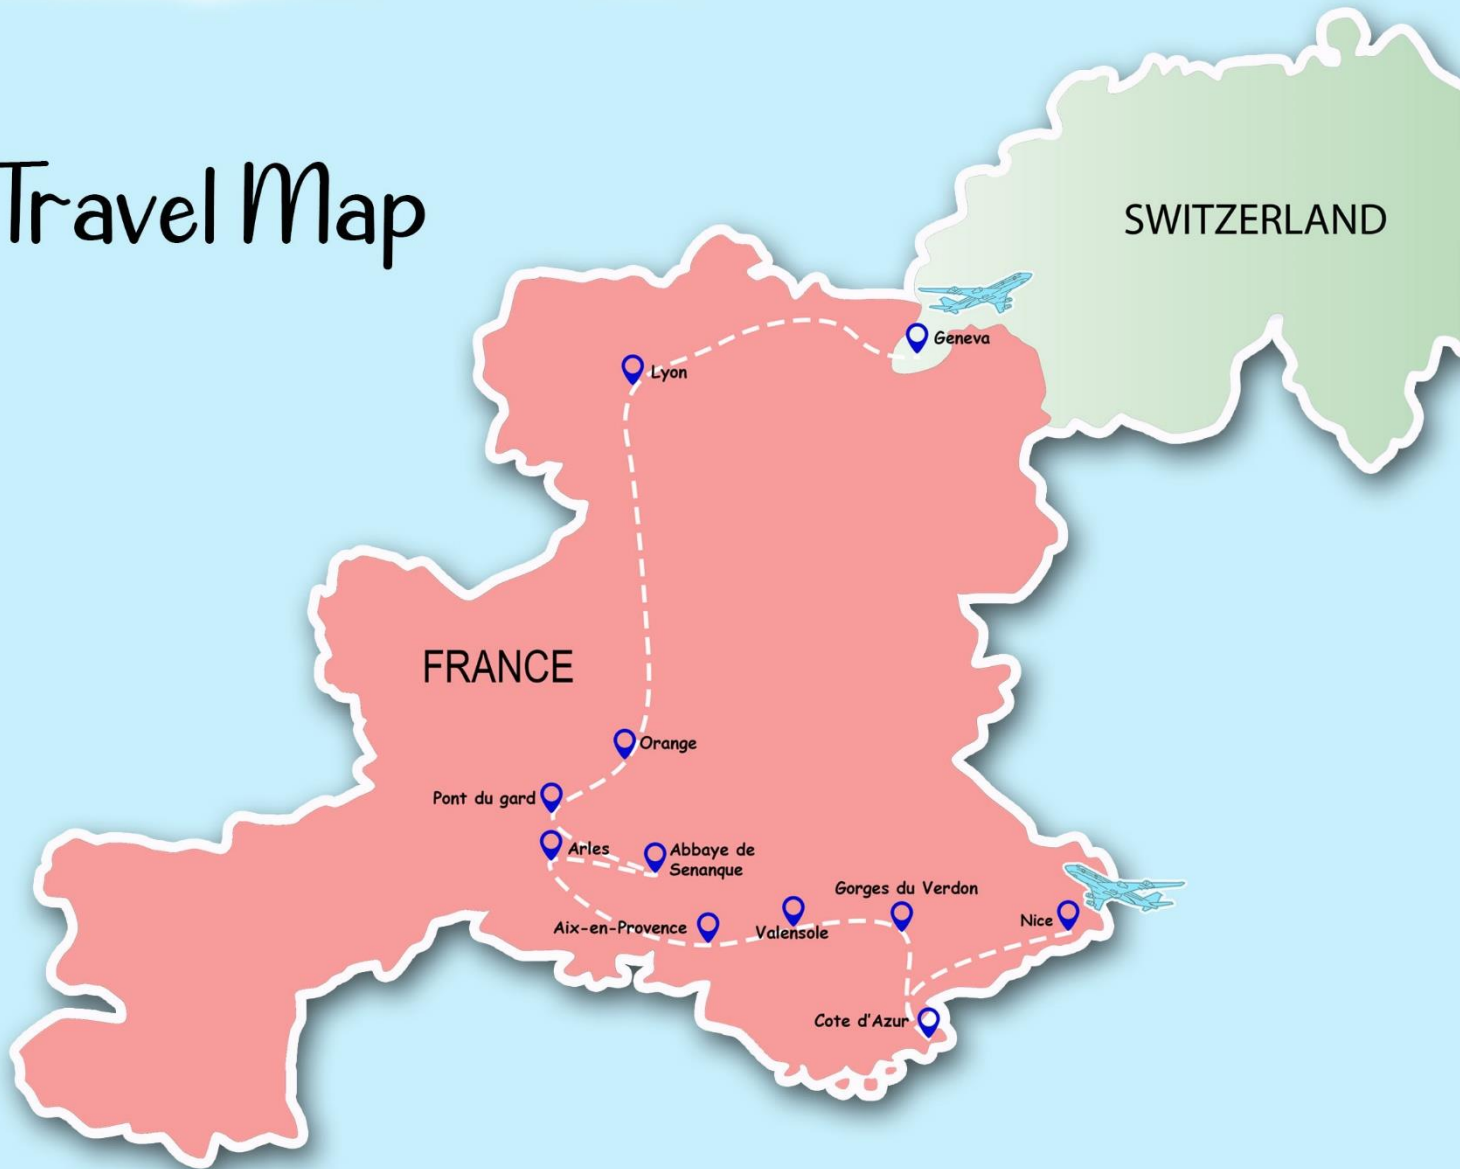 Travel Map
SWITZERLAND
Geneva
Lyon
FRANCE
Orange
Pont du gard
Arles
Abbaye de
Senanque
Gorges du Verdon
Aix-en-Provence
Valensole
Nice
Cote d'Azur